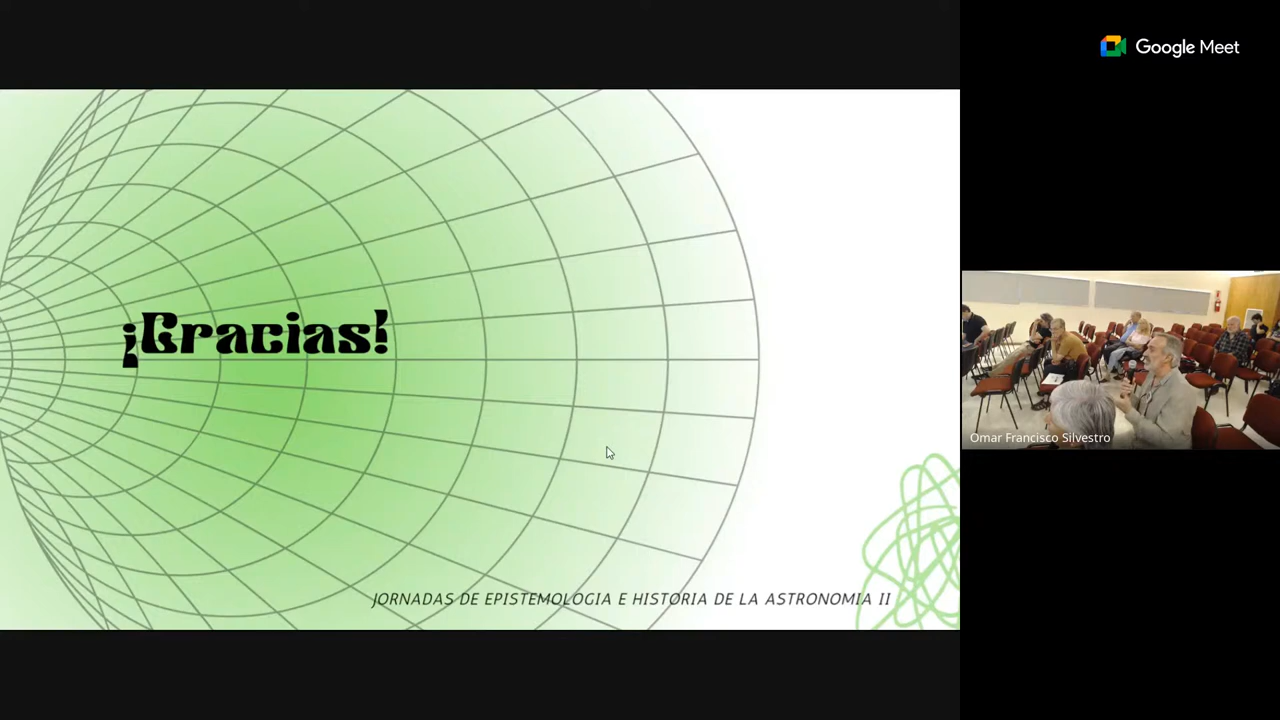 Google Meet
¡Gracias!
Omar Francisco Silvestro
JORNADAS DE EPISTEMOLOGIA E HISTORIA DE LA ASTRONOMIA II